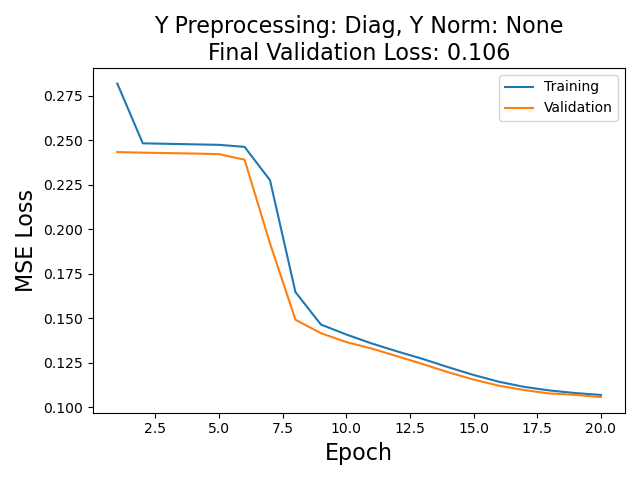 Y Preprocessing: Diag, Y Norm: None
Final Validation Loss: 0.106
Training
Validation
0.275
0.250
0.225
0.200
0.175
0.150
0.125
0.100
MSE Loss
2.5 5.0 7.5 10.0 12.5 15.0 17.5 20.0
Epoch